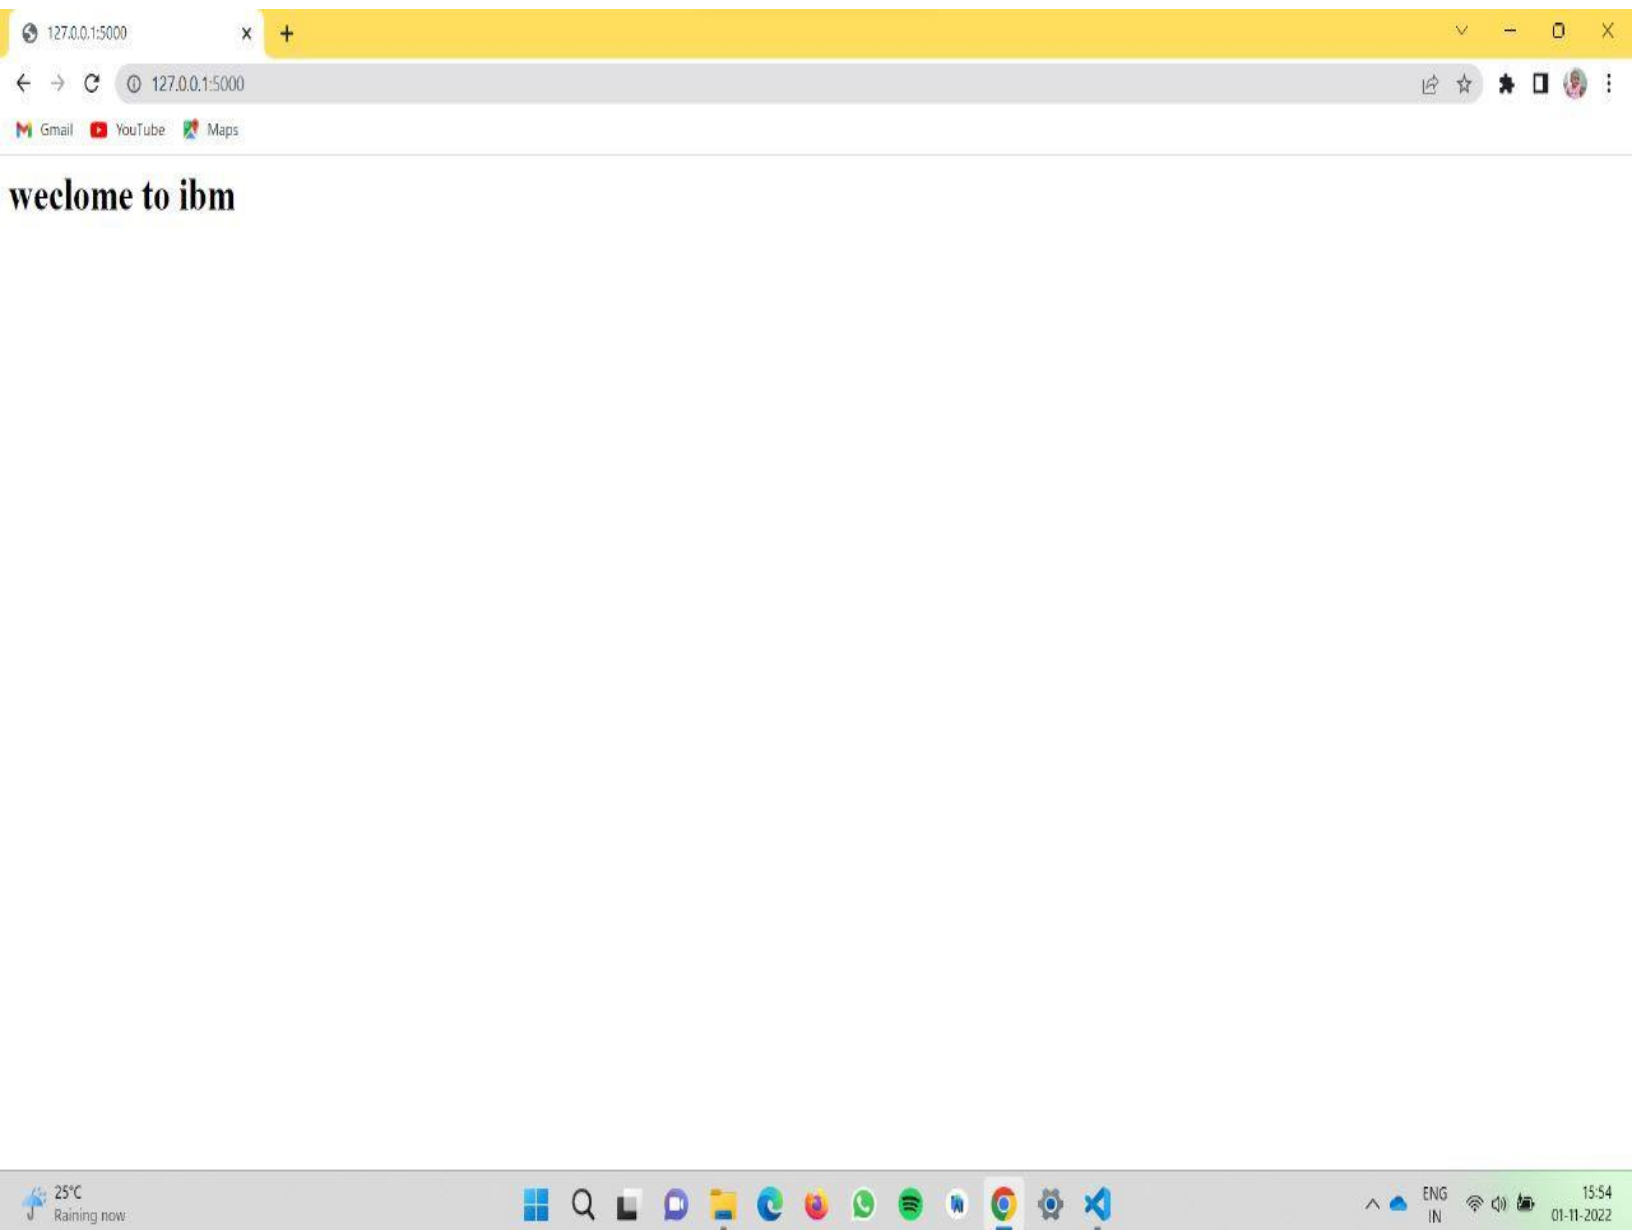 127.0.0.1:5000
127.0.0.1:5000
Gmail YouTube Maps
weclome to ibm
25°C
Raining now
ENG
IN
15:54
01-11-2022